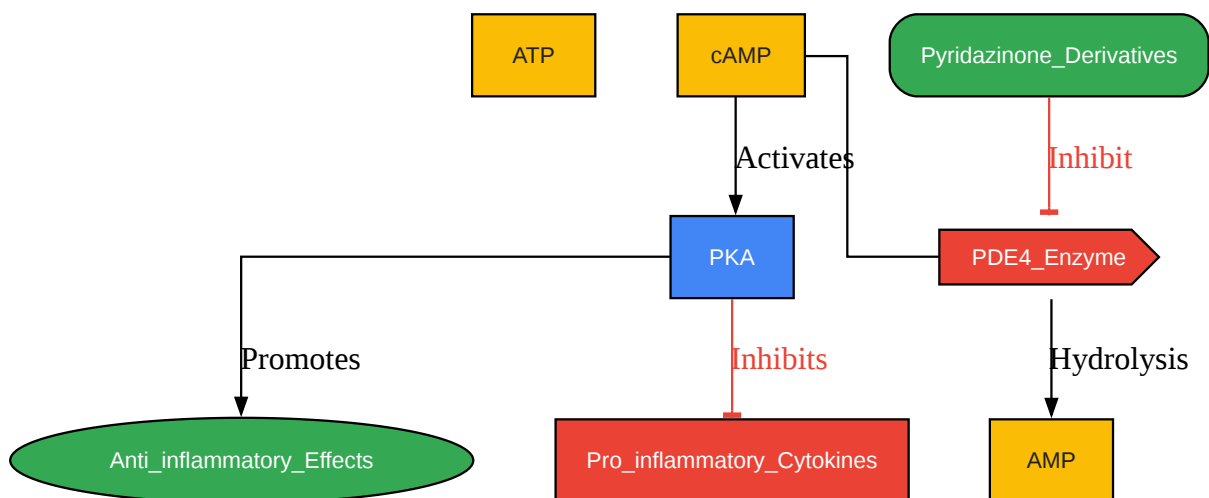 ATP
cAMP
Pyridazinone_Derivatives
Activates
Inhibit
PKA
PDE4_Enzyme
Promotes
Inhibits
Hydrolysis
Anti_inflammatory_Effects
Pro_inflammatory_Cytokines
AMP